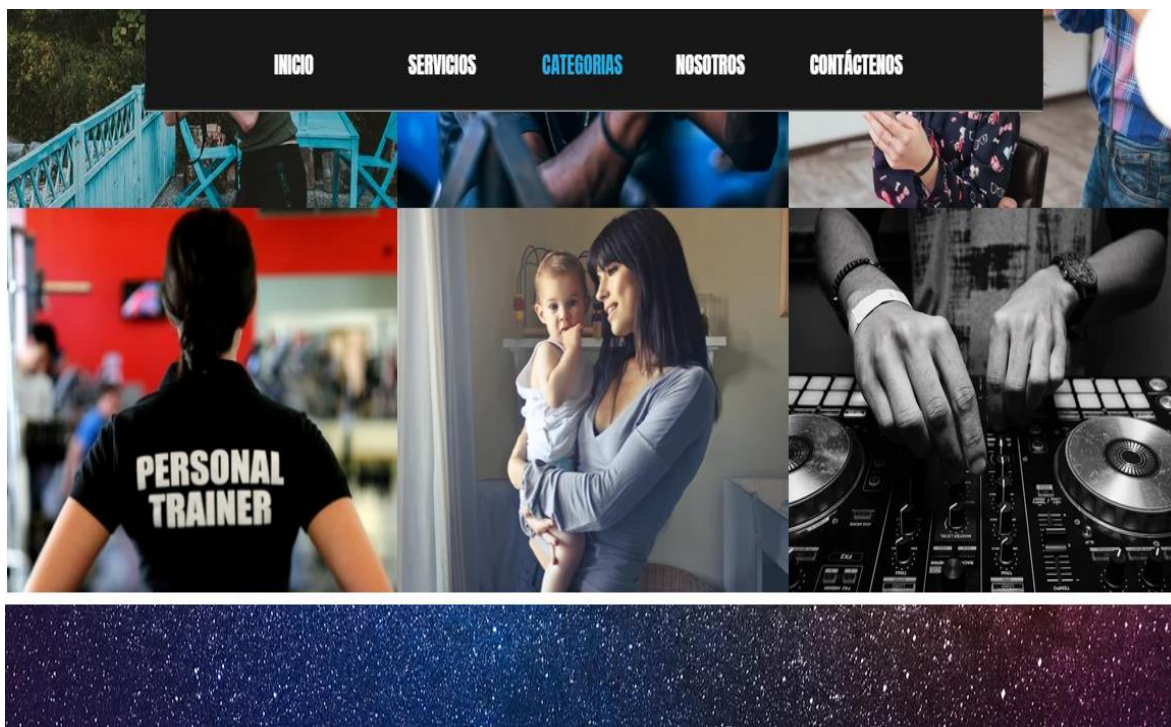 INICIO SERVICIOS CATEGORIAS NOSOTROS CONTÁCTENOS
PERSONAL
TRAINER